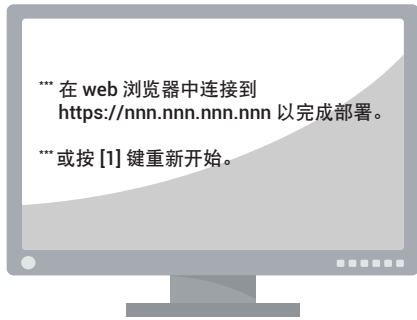 *** 在 web 浏览器中连接到
https://nnn.nnn.nnn.nnn 以完成部署。
*** 或按 [1] 键重新开始。